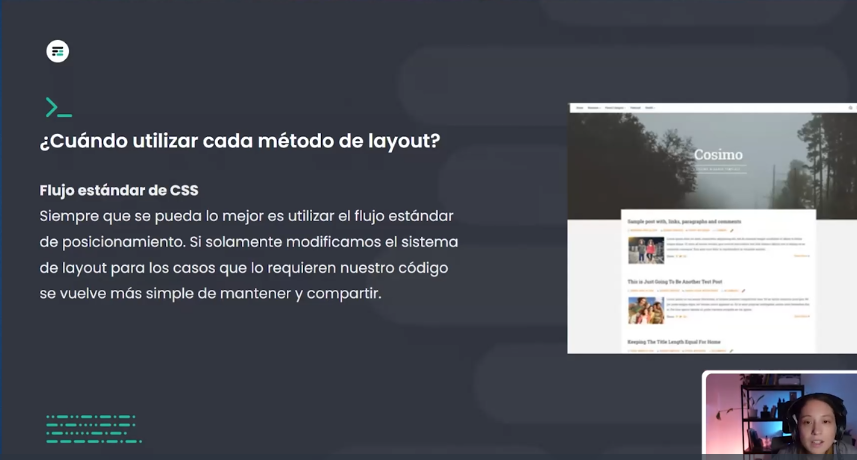 ¿Cuándo utilizar cada método de layout?
Flujo estándar de CSS
Siempre que se pueda lo mejor es utilizar el flujo estándar
de posicionamiento. Si solamente modificamos el sistema
de layout para los casos que lo requieren nuestro código
se vuelve más simple de mantener y compartir.
Cosimo
Sample post with, links, paragraphs and comments
This is Just Going To Be Another Test Post
Keeping The Title Length Equal For Home